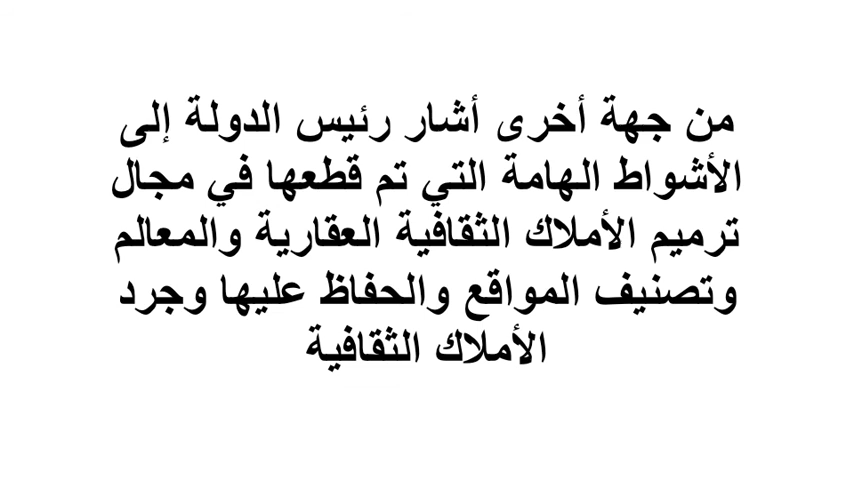 من جهة أخرى أشار رئيس الدولة إلى
الأشواط الهامة التي تم قطعها في مجال
ترميم الأملاك الثقافية العقارية والمعالم
وتصنيف المواقع والحفاظ عليها وجرد
الأملاك الثقافية